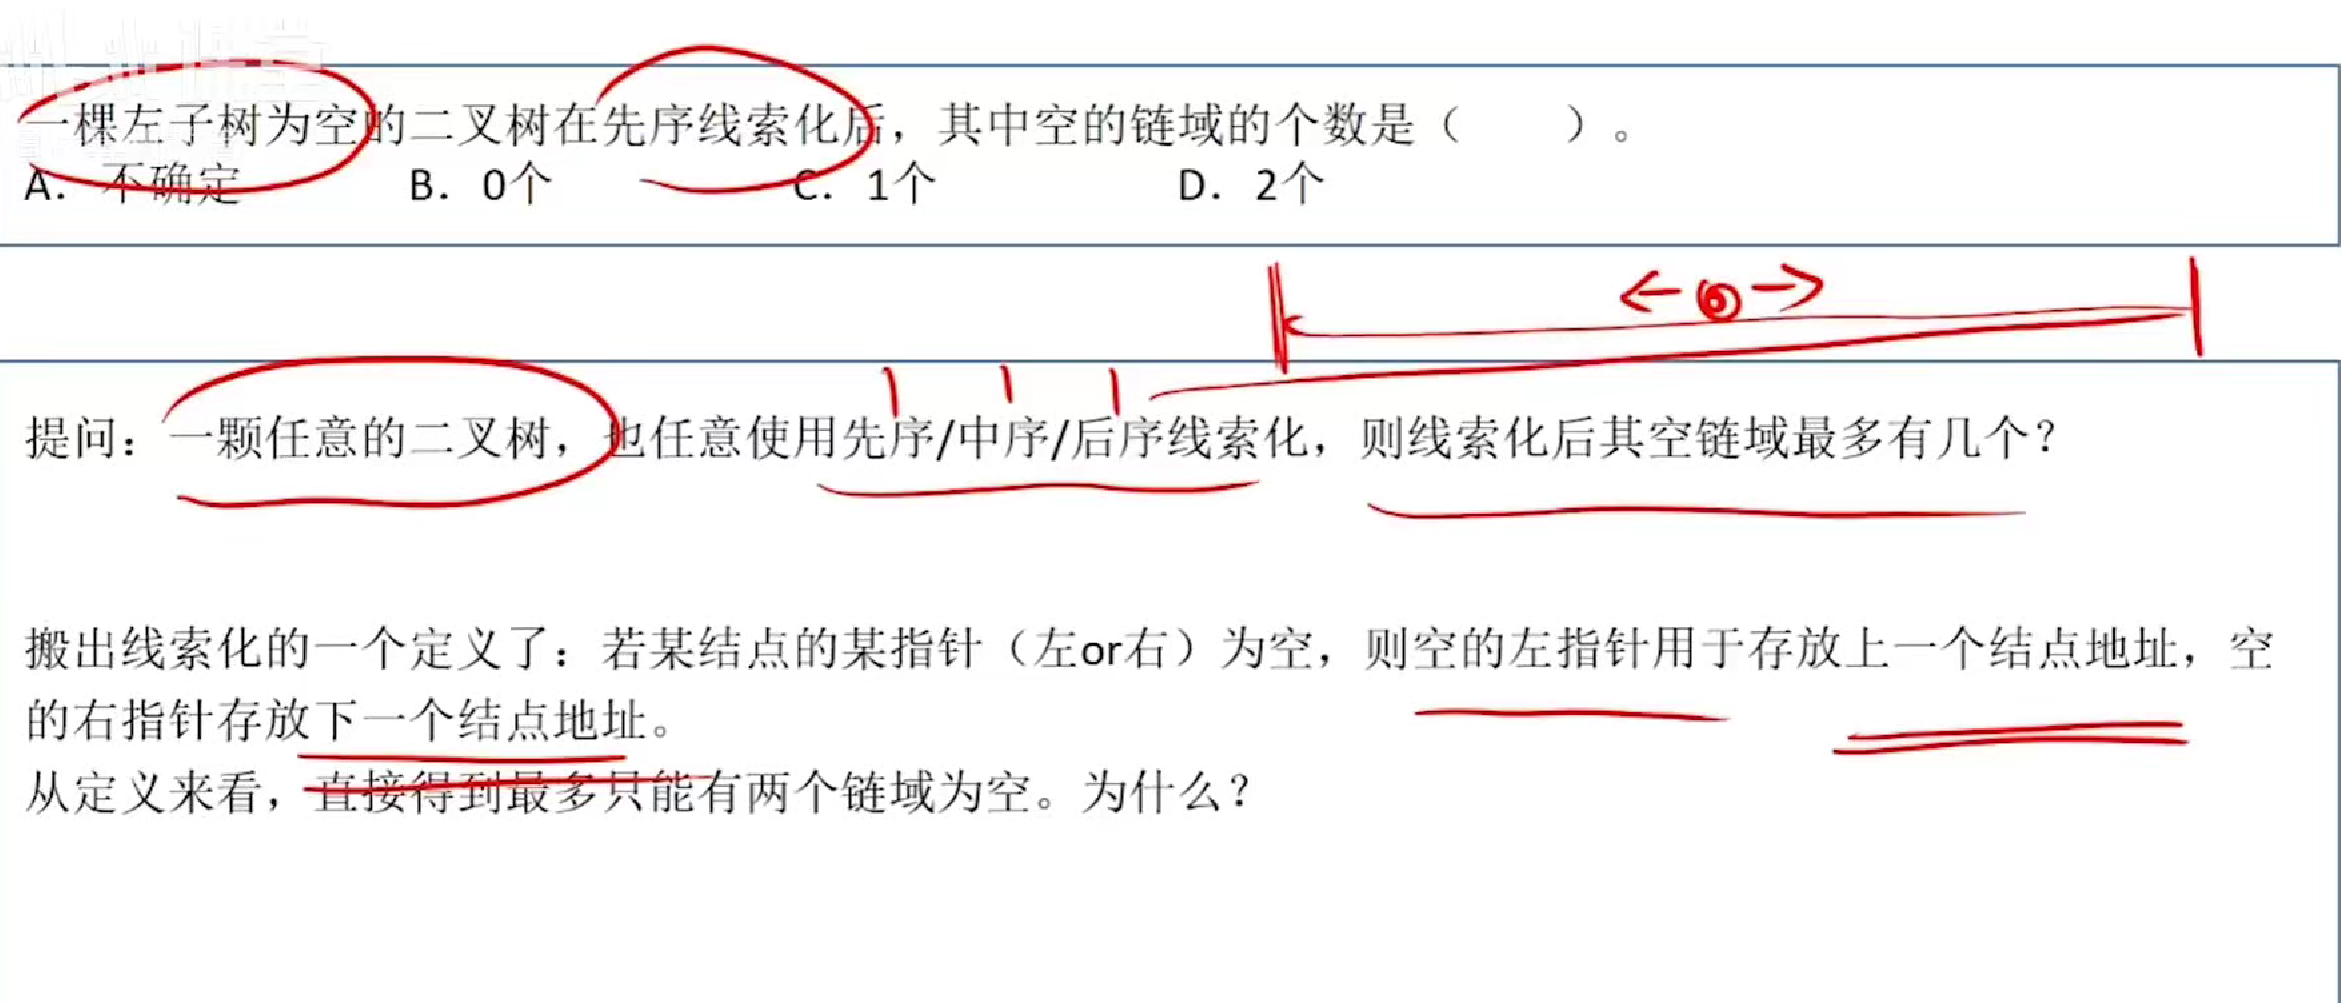 一棵左子树为空的二叉树在先序线索化后，其中空的链域的个数是（　　）。
A. 不确定 B. 0个 C. 1个 D. 2个
提问：一颗任意的二叉树，也任意使用先序/中序/后序线索化，则线索化后其空链域最多有几个？
搬出线索化的一个定义了：若某结点的某指针（左or右）为空，则空的左指针用于存放上一个结点地址，空
的右指针存放下一个结点地址。
从定义来看，直接得到最多只能有两个链域为空。为什么？